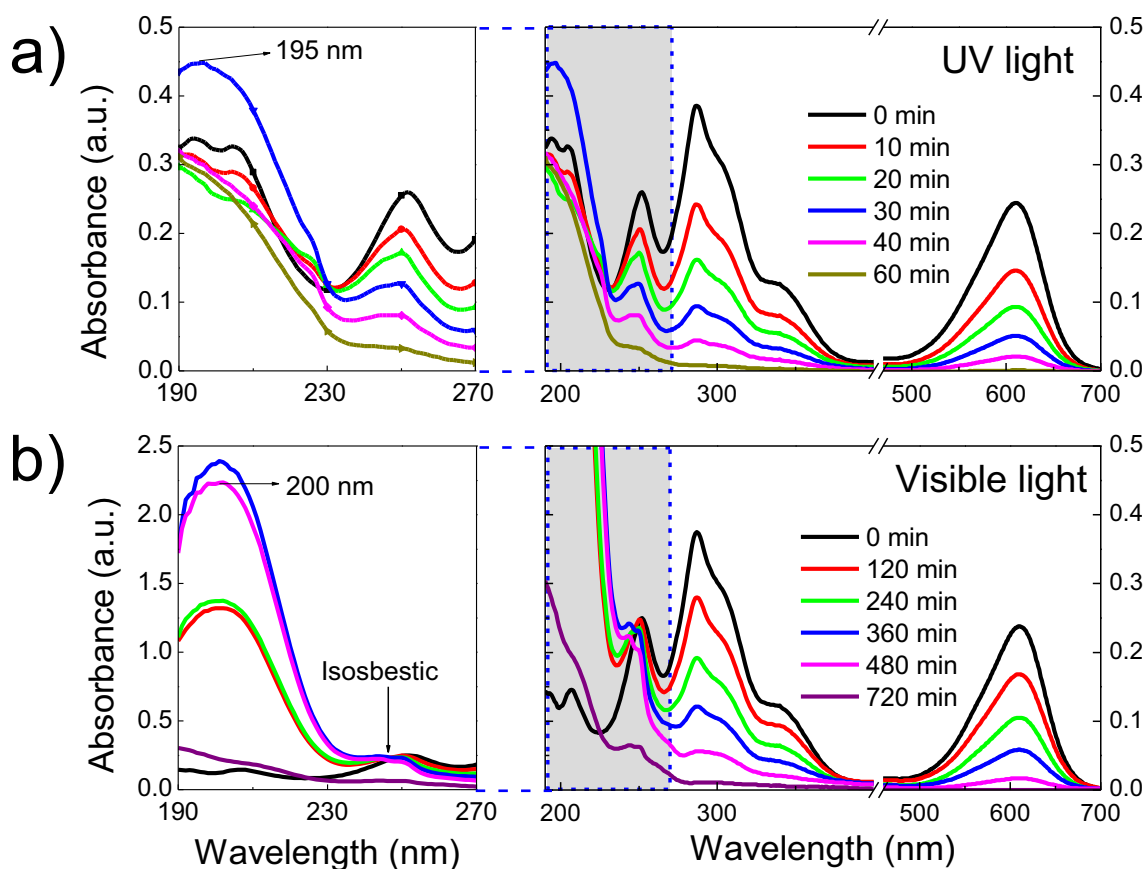 a)
Absorbance (a.u.)
0.5
0.4
0.3
0.2
0.1
0.0
190
230
270
195 nm
UV light
0 min
10 min
20 min
30 min
40 min
60 min
200
300
500
600
700
0.5
0.4
0.3
0.2
0.1
0.0
b)
Absorbance (a.u.)
2.5
2.0
1.5
1.0
0.5
0.0
190
230
270
200 nm
Isosbestic
Wavelength (nm)
Visible light
0 min
120 min
240 min
360 min
480 min
720 min
200
300
500
600
700
0.5
0.4
0.3
0.2
0.1
0.0
Wavelength (nm)